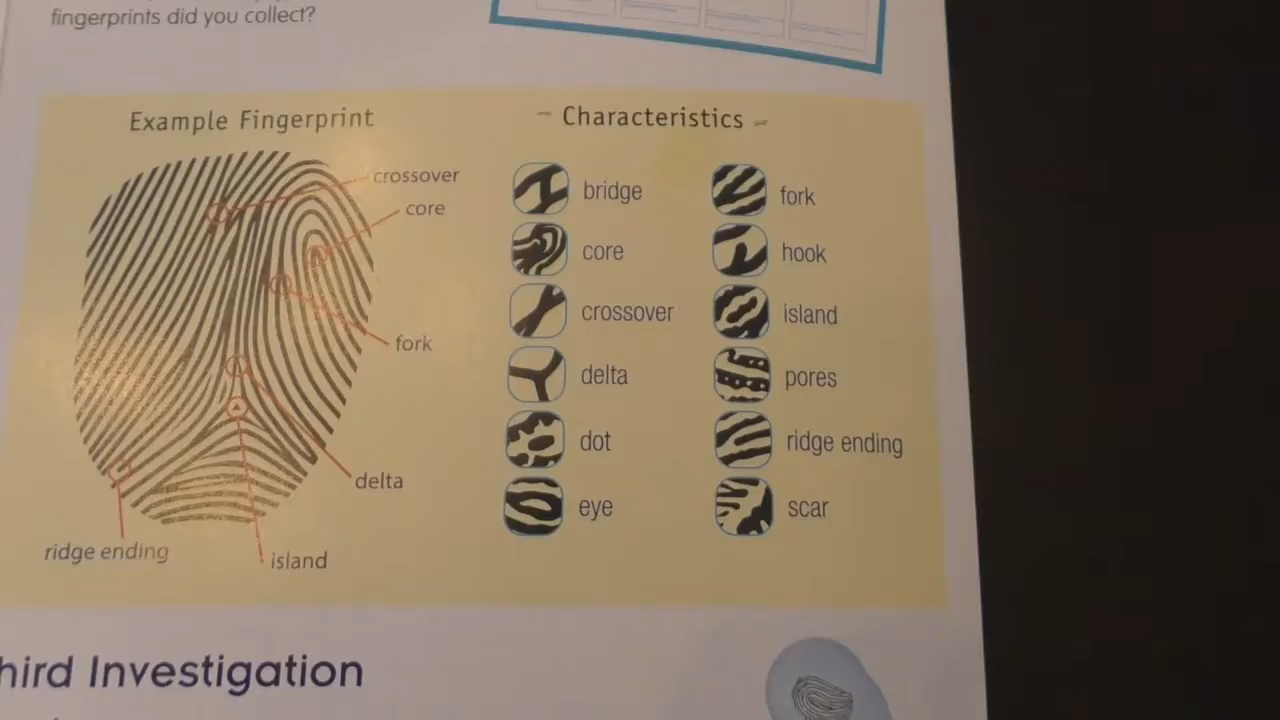 fingerprints did you collect?
Example Fingerprint
crossover
core
fork
delta
ridge ending
island
- Characteristics -
bridge
core
crossover
delta
dot
eye
fork
hook
island
pores
ridge ending
scar
hird Investigation